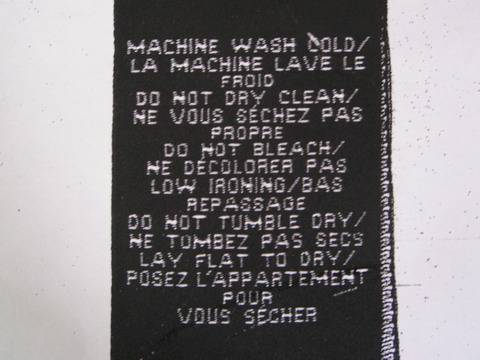 MACHINE WASH COLD/
LA MACHINE LAVE LE
FROID
DO NOT DRY CLEAN/
NE VOUS SÉCHEZ PAS
PROPRE
DO NOT BLEACH/
NE DÉCOLORER PAS
LOW IRONING/BAS
REPASSAGE
DO NOT TUMBLE DRY/
NE TOMBEZ PAS SECS
LAY FLAT TO DRY/
POSEZ L'APPARTEMENT
POUR
VOUS SÉCHER